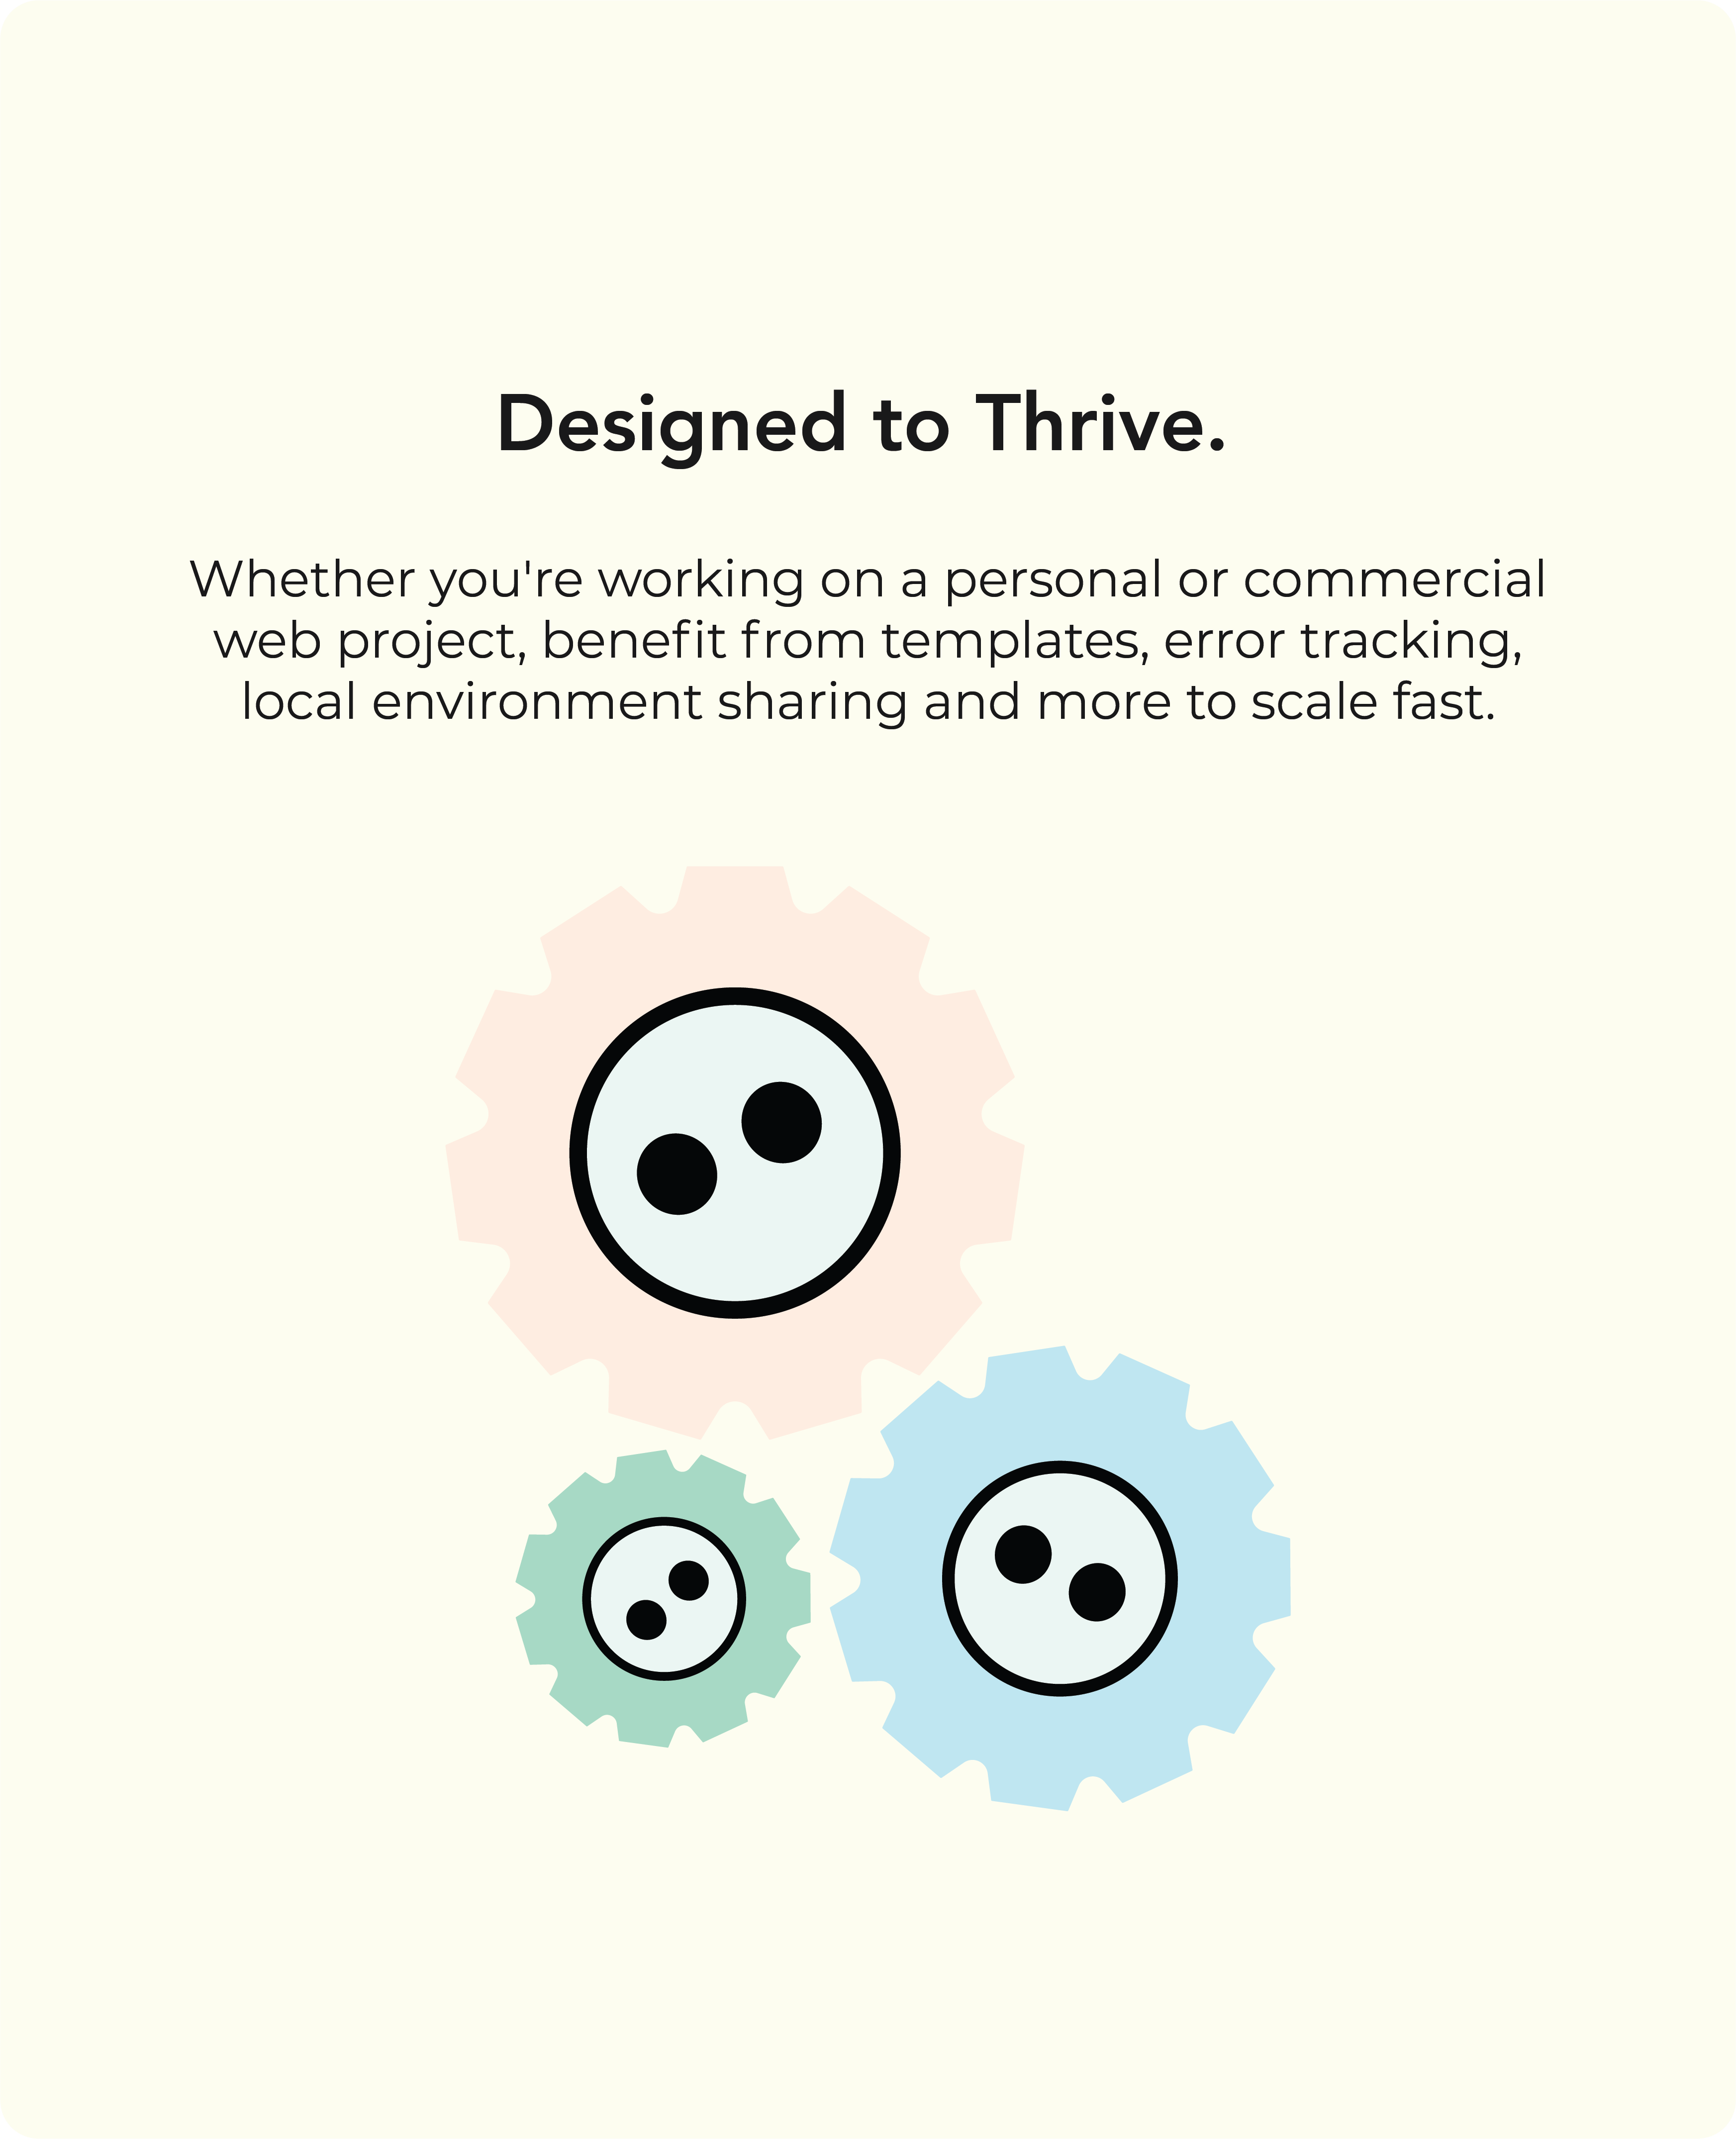 Designed to Thrive.
Whether you're working on a personal or commercial
web project, benefit from templates, error tracking,
local environment sharing and more to scale fast.